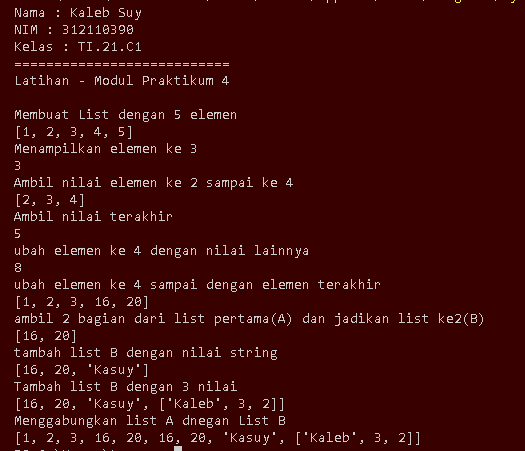 Nama : Kaleb Suy
NIM : 312110390
Kelas : TI.21.C1
===========================
Latihan - Modul Praktikum 4
Membuat List dengan 5 elemen
[1, 2, 3, 4, 5]
Menampilkan elemen ke 3
3
Ambil nilai elemen ke 2 sampai ke 4
[2, 3, 4]
Ambil nilai terakhir
5
ubah elemen ke 4 dengan nilai lainnya
8
ubah elemen ke 4 sampai dengan elemen terakhir
[1, 2, 3, 16, 20]
ambil 2 bagian dari list pertama(A) dan jadikan list ke2(B)
[16, 20]
tambah list B dengan nilai string
[16, 20, 'Kasuy']
Tambah list B dengan 3 nilai
[16, 20, 'Kasuy', ['Kaleb', 3, 2]]
Menggabungkan list A dnegan List B
[1, 2, 3, 16, 20, 16, 20, 'Kasuy', ['Kaleb', 3, 2]]